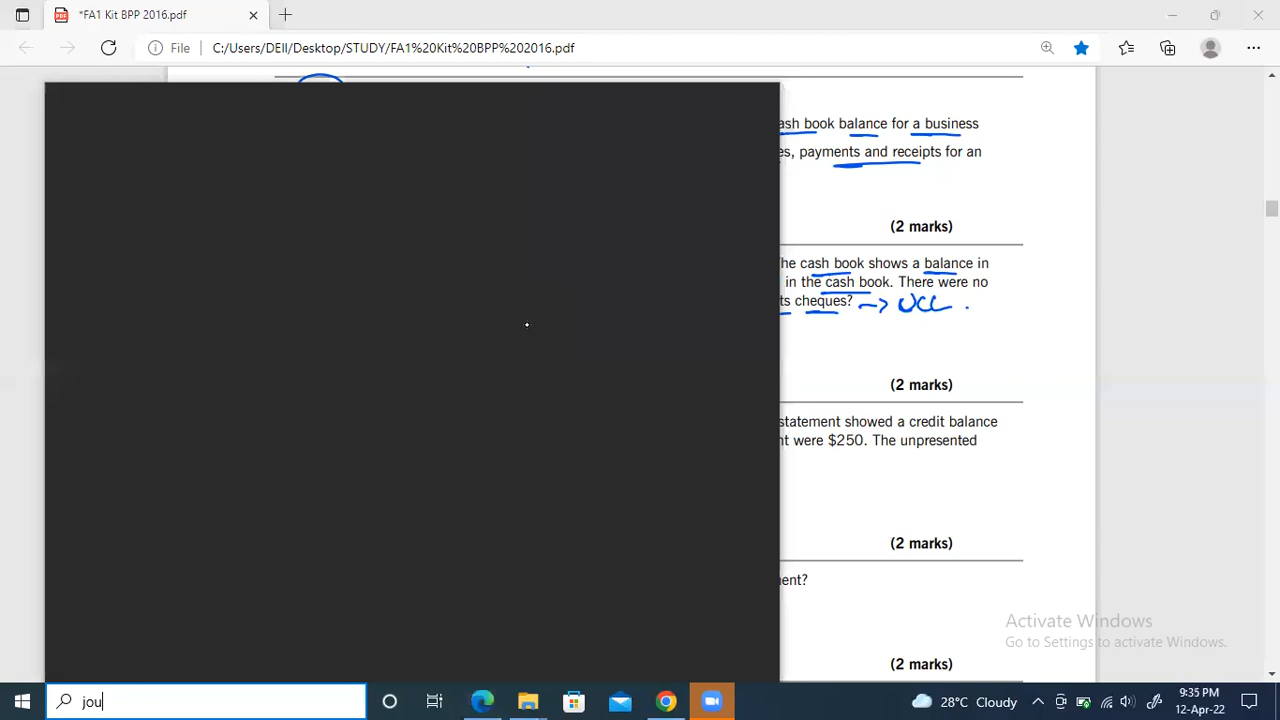 *FA1 Kit BPP 2016.pdf
File C:/Users/DEll/Desktop/STUDY/FA1%20Kit%20BPP%202016.pdf
ash book balance for a business
es, payments and receipts for an
(2 marks)
he cash book shows a balance in
in the cash book. There were no
ts cheques?
(2 marks)
statement showed a credit balance
nt were $250. The unpresented
(2 marks)
ent?
Activate Windows
Go to Settings to activate Windows.
(2 marks)
jou
28°C Cloudy
9:35 PM
12-Apr-22